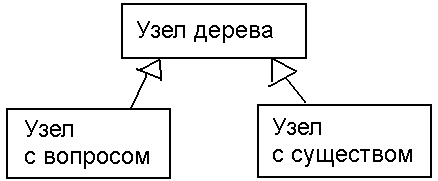 Узел дерева
Узел
с вопросом
Узел
с существом